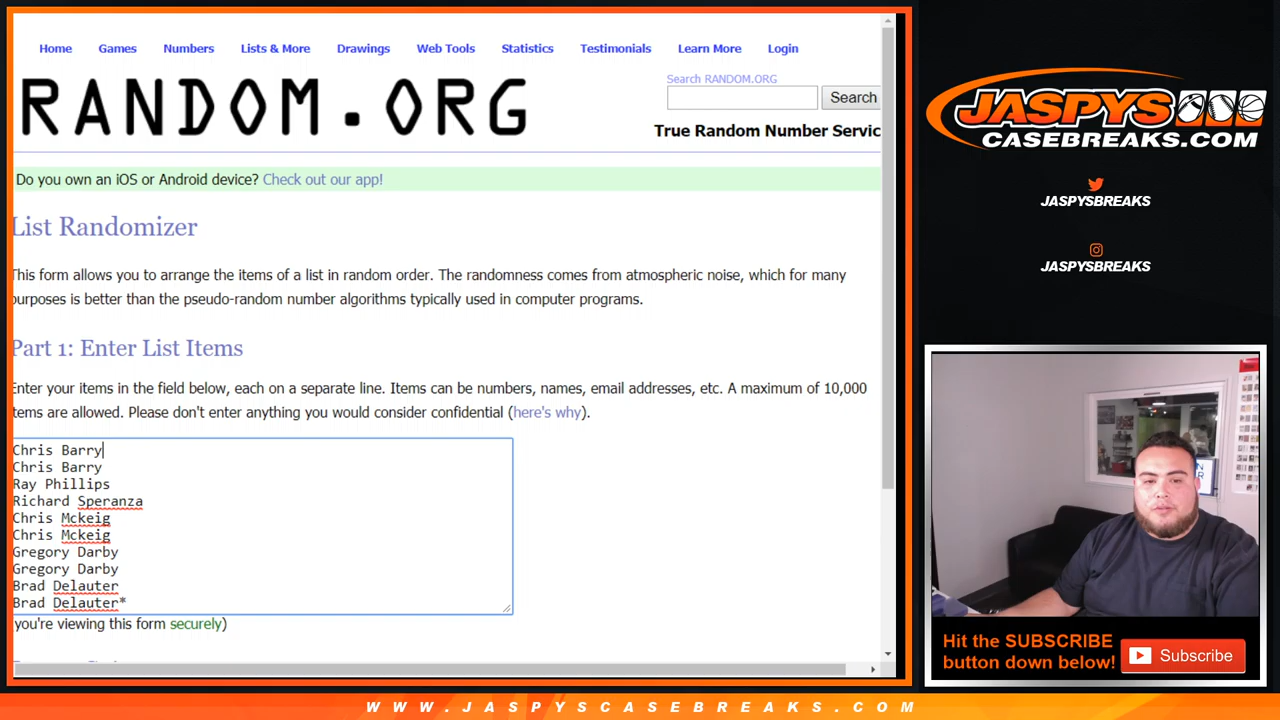 Home Games Numbers Lists & More Drawings Web Tools Statistics Testimonials Learn More Login
RANDOM.ORG
Search RANDOM.ORG
Search
True Random Number Servic
Do you own an iOS or Android device? Check out our app!
List Randomizer
This form allows you to arrange the items of a list in random order. The randomness comes from atmospheric noise, which for many
purposes is better than the pseudo-random number algorithms typically used in computer programs.
Part 1: Enter List Items
Enter your items in the field below, each on a separate line. Items can be numbers, names, email addresses, etc. A maximum of 10,000
items are allowed. Please don't enter anything you would consider confidential (here's why).
Chris Barry
Chris Barry
Ray Phillips
Richard Speranza
Chris Mckeig
Chris Mckeig
Gregory Darby
Gregory Darby
Brad Delauter
Brad Delauter*
(you're viewing this form securely)
JASPYS
CASEBREAKS.COM
JASPYSBREAKS
JASPYSBREAKS
Hit the SUBSCRIBE
button down below!
Subscribe
WWW.JASPYSCASEBREAKS.COM